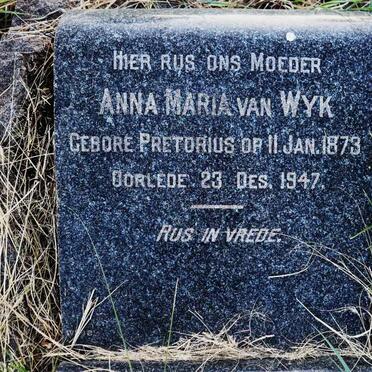 HIER RUS ONS MOEDER
ANNA MARIA VAN WYK
GEBORE PRETORIUS OP 11 JAN. 1873
OORLEDE 23 DES. 1947.
RUS IN VREDE.